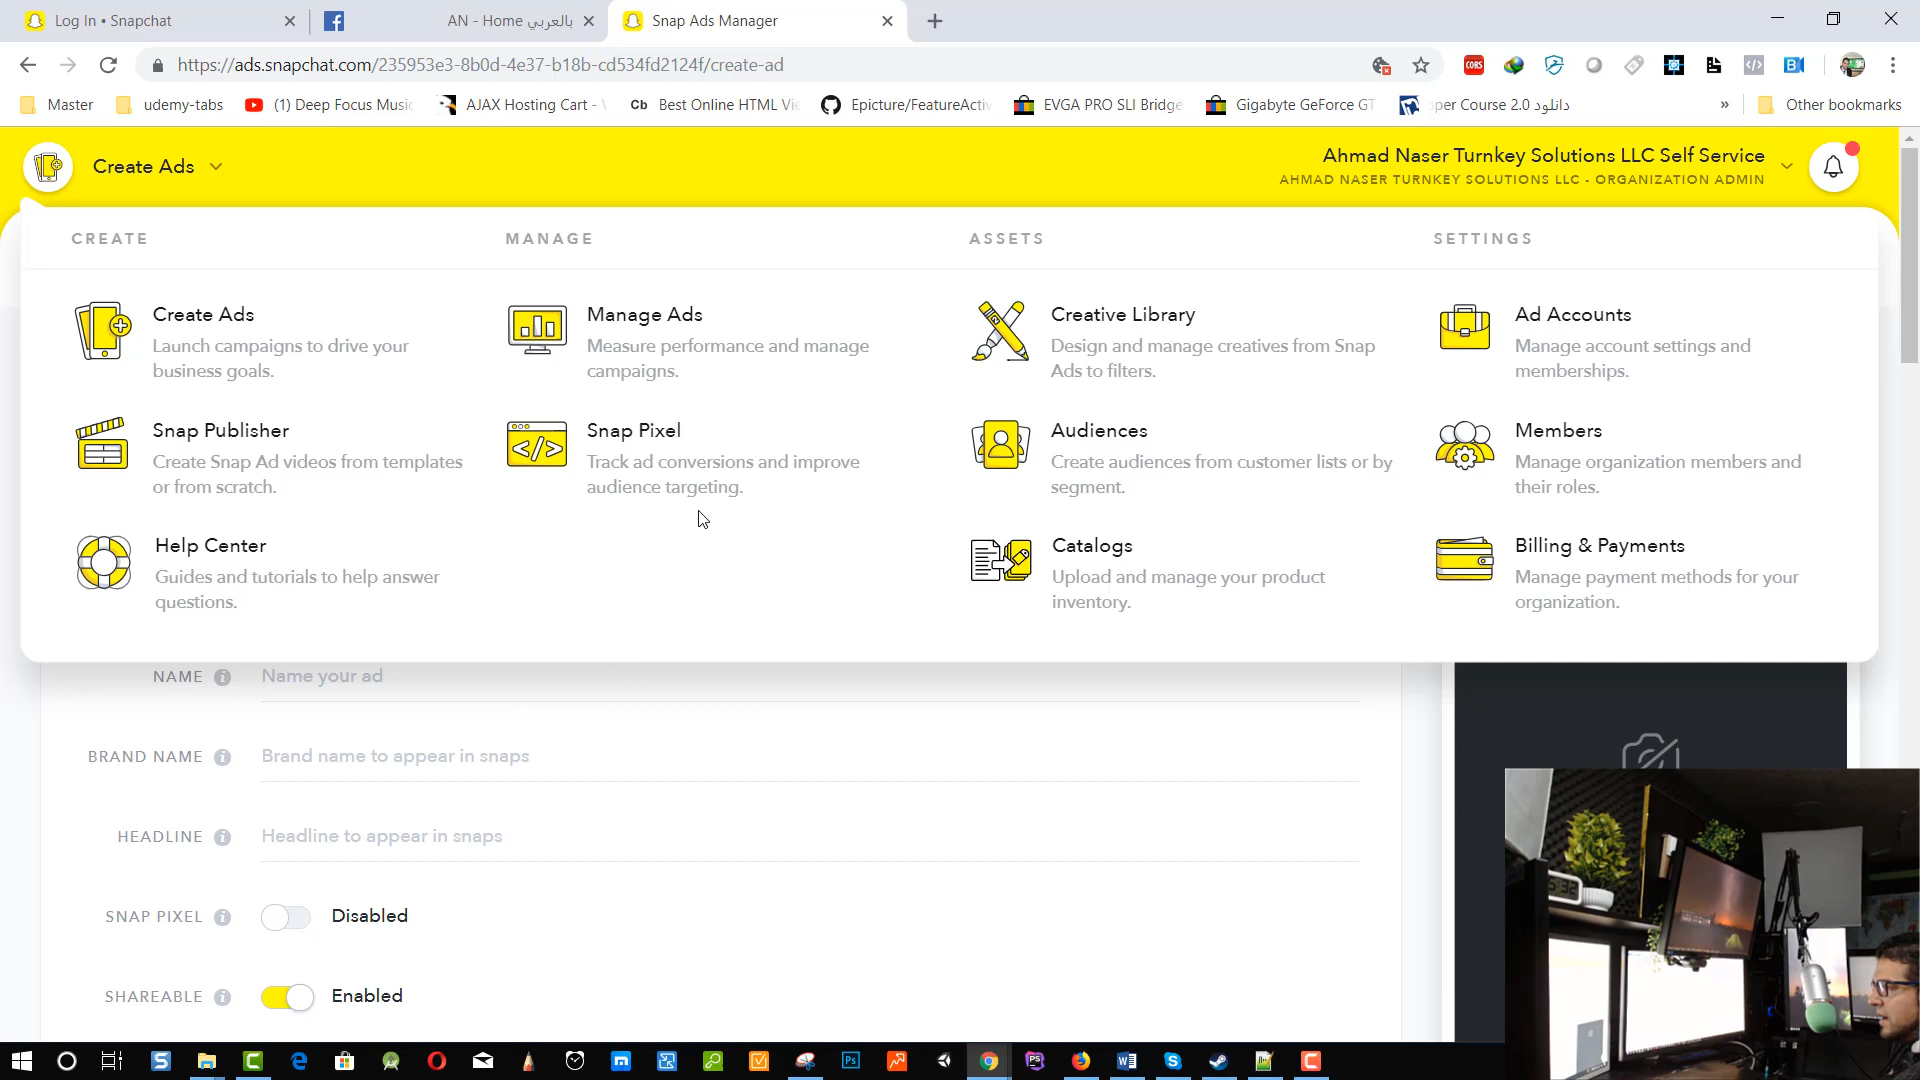 Log In • Snapchat
AN - Home بالعربي
Snap Ads Manager
https://ads.snapchat.com/235953e3-8b0d-4e37-b18b-cd534fd2124f/create-ad
CORS
Master
udemy-tabs
(1) Deep Focus Music
AJAX Hosting Cart -
Cb Best Online HTML Vie
Epicture/FeatureActiv
EVGA PRO SLI Bridge
Gigabyte GeForce GT
دانلود per Course 2.0
» Other bookmarks
Create Ads
Ahmad Naser Turnkey Solutions LLC Self Service
AHMAD NASER TURNKEY SOLUTIONS LLC - ORGANIZATION ADMIN
CREATE
MANAGE
ASSETS
SETTINGS
Create Ads
Launch campaigns to drive your
business goals.
Manage Ads
Measure performance and manage
campaigns.
Creative Library
Design and manage creatives from Snap
Ads to filters.
Ad Accounts
Manage account settings and
memberships.
Snap Publisher
Create Snap Ad videos from templates
or from scratch.
Snap Pixel
Track ad conversions and improve
audience targeting.
Audiences
Create audiences from customer lists or by
segment.
Members
Manage organization members and
their roles.
Help Center
Guides and tutorials to help answer
questions.
Catalogs
Upload and manage your product
inventory.
Billing & Payments
Manage payment methods for your
organization.
NAME
Name your ad
BRAND NAME
Brand name to appear in snaps
HEADLINE
Headline to appear in snaps
SNAP PIXEL
Disabled
SHAREABLE
Enabled
5:32